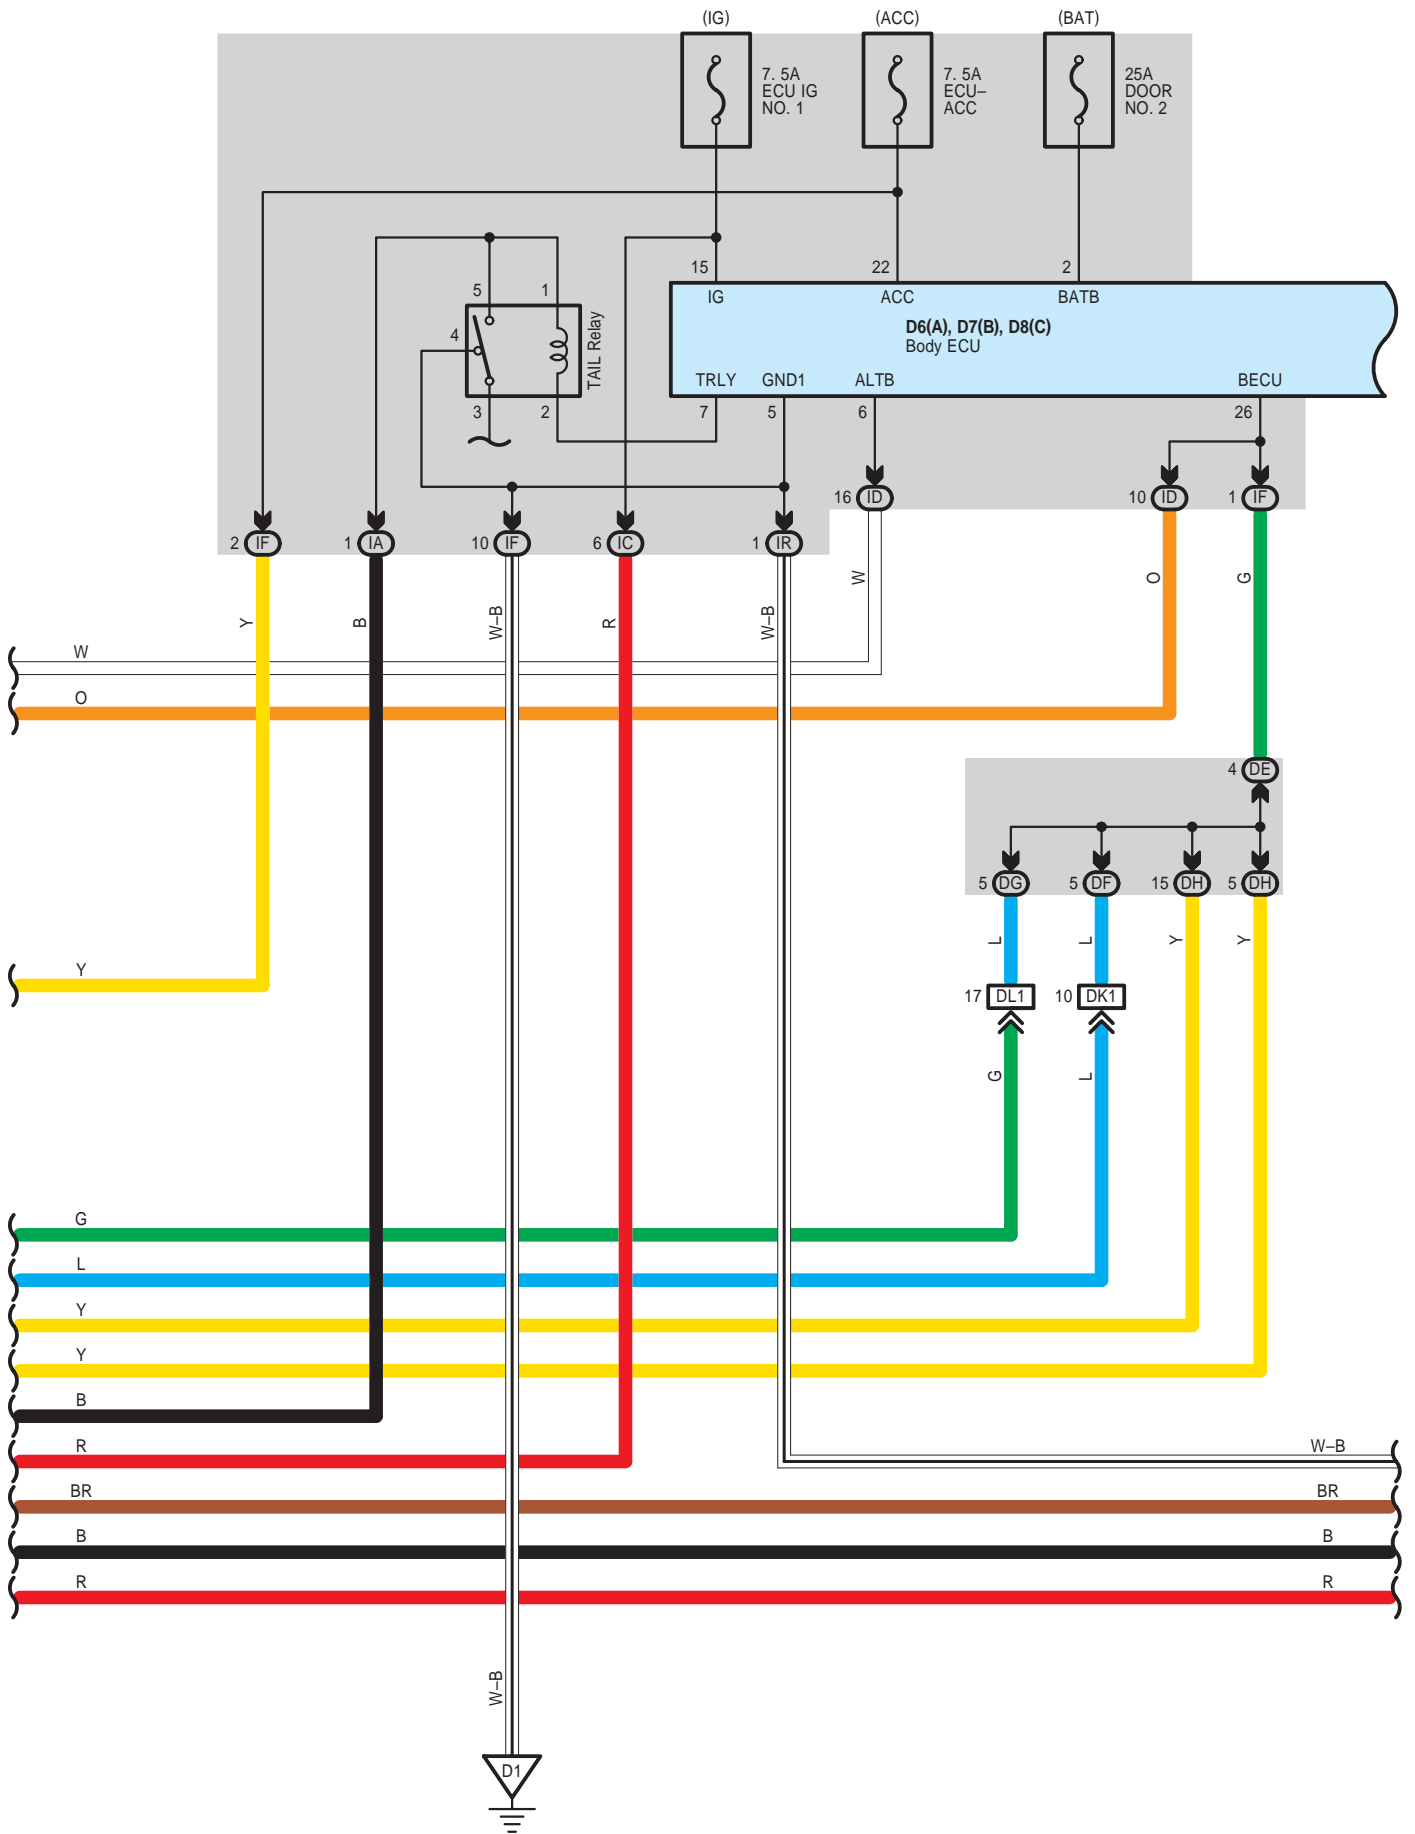 (IG)
(ACC)
(BAT)
7. 5A
ECU IG
NO. 1
7. 5A
ECU–
ACC
25A
DOOR
NO. 2
15
22
2
IG
ACC
BATB
D6(A), D7(B), D8(C)
Body ECU
5
1
4
TAIL Relay
3
2
TRLY
GND1
ALTB
BECU
7
5
6
26
16 ID
10 ID
1 IF
2 IF
1 IA
10 IF
6 IC
1 IR
W
O
G
Y
B
W–B
R
W–B
W
O
4 DE
5 DG
5 DF
15 DH
5 DH
L
L
Y
Y
Y
17 DL1
10 DK1
G
L
G
L
Y
Y
B
R
W–B
BR
BR
B
B
R
R
W–B
D1